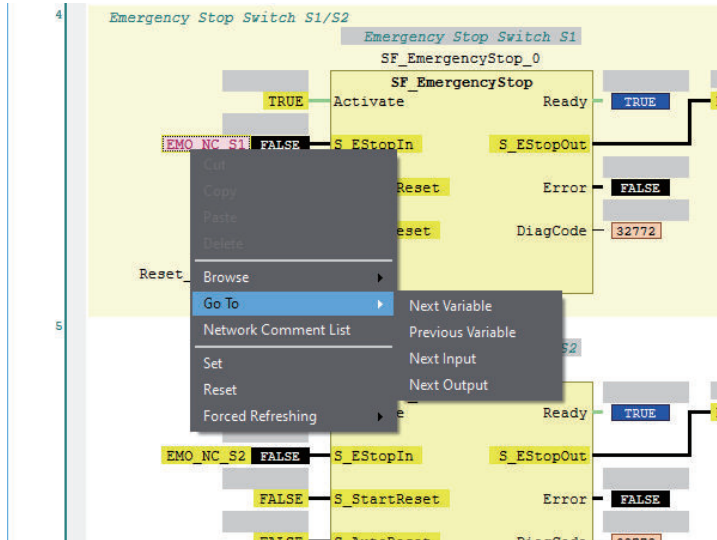 4
Emergency Stop Switch S1/S2
Emergency Stop Switch S1
SF_EmergencyStop_0
SF_EmergencyStop
TRUE Activate Ready TRUE
EMO_NC_S1 FALSE S_EStopIn S_EStopOut
Cut
Copy Reset Error FALSE
Paste
Delete eset DiagCode 32772
Reset_ Browse
Go To Next Variable
Network Comment List Previous Variable
5
Next Input S2
Set
Next Output
Reset
Forced Refreshing e Ready TRUE
EMO_NC_S2 FALSE S_EStopIn S_EStopOut
FALSE S_StartReset Error FALSE
FALSE S_AutoReset DiagCode